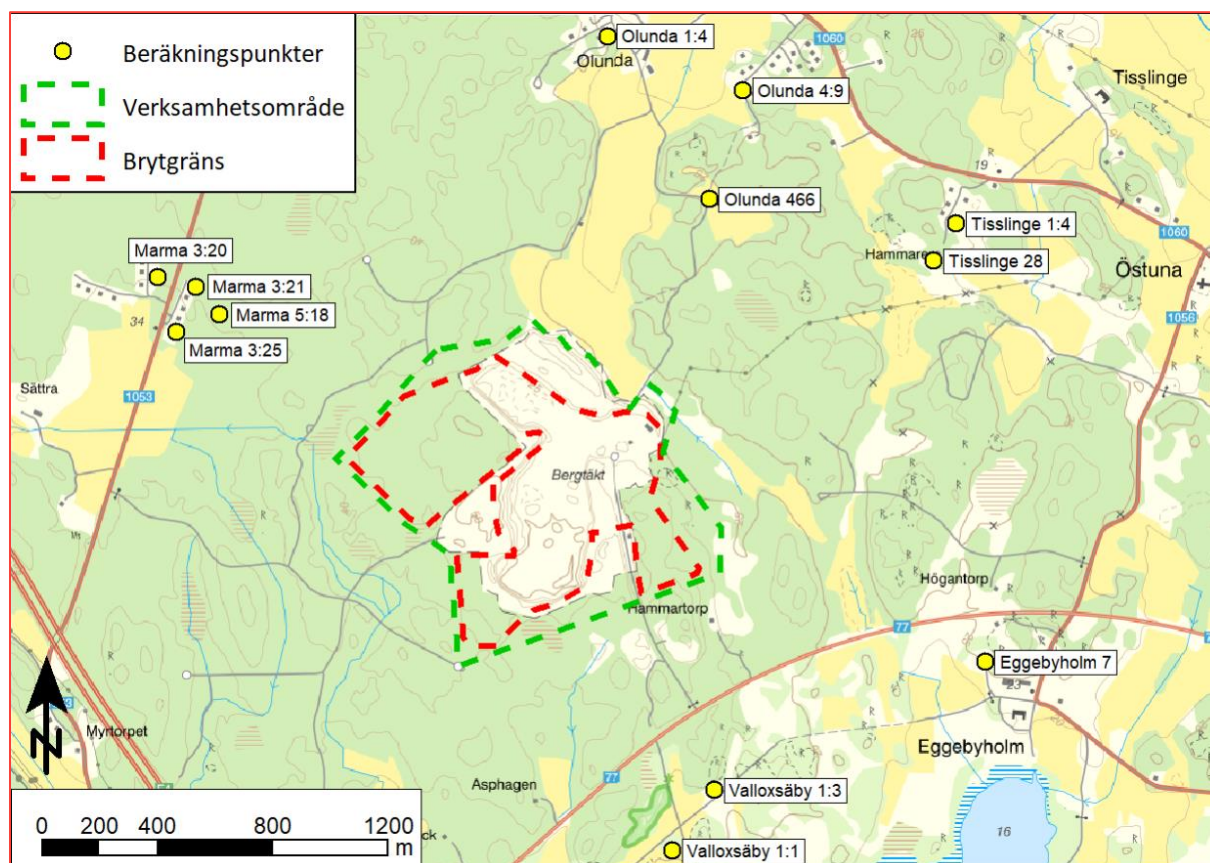 Beräkningspunkter
Verksamhetsområde
Brytgräns
Olunda 1:4
Olunda
1060
Tisslinge
Olunda 4:9
19
Olunda 466
Tisslinge 1:4
1060
Hammare
Tisslinge 28
Östuna
Marma 3:20
Marma 3:21
Marma 5:18
34
Marma 3:25
1056
Sättra
1053
Bergtäkt
Högantorp
Hammartorp
77
Eggebyholm 7
23
Myrtorpet
N
Eggebyholm
77
Asphagen
Valloxsäby 1:3
16
Valloxsäby 1:1
0 200 400 800 1200
m